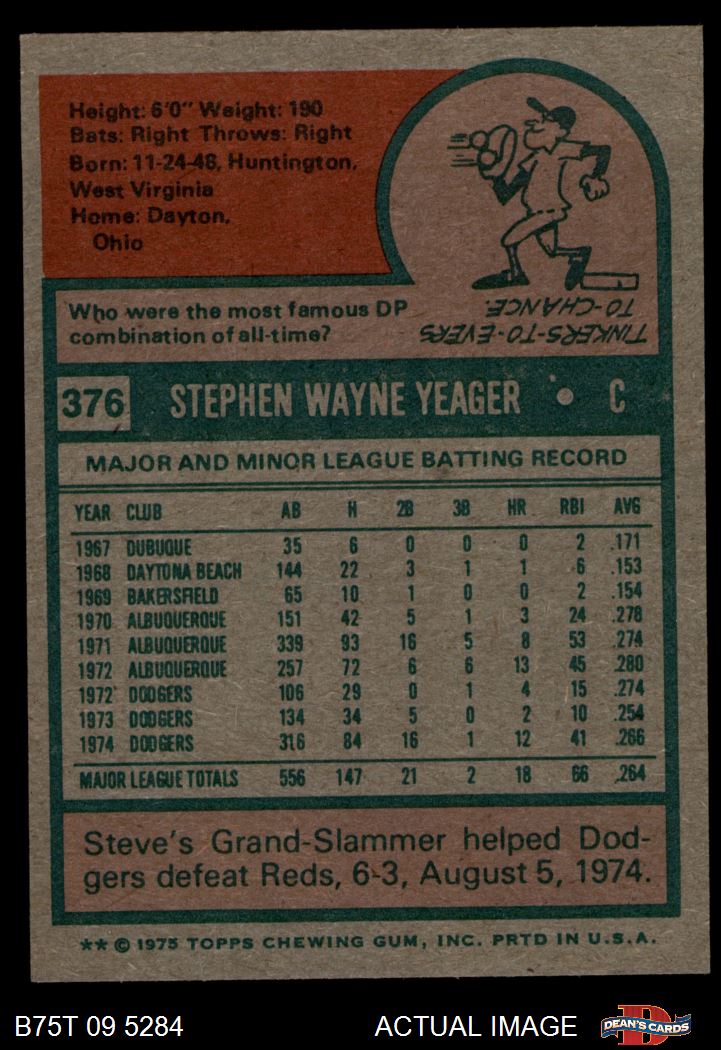 Height: 6'0" Weight: 190
Bats: Right Throws: Right
Born: 11-24-48, Huntington,
West Virginia
Home: Dayton,
Ohio
Who were the most famous DP
combination of all-time?
TINKERS-TO-EVERS
TO-CHANCE.
376 STEPHEN WAYNE YEAGER • C
MAJOR AND MINOR LEAGUE BATTING RECORD
YEAR CLUB AB H 2B 3B HR RBI AVG
1967 DUBUQUE 35 6 0 0 0 2 .171
1968 DAYTONA BEACH 144 22 3 1 1 6 .153
1969 BAKERSFIELD 65 10 1 0 0 2 .154
1970 ALBUQUERQUE 151 42 5 1 3 24 .278
1971 ALBUQUERQUE 339 93 16 5 8 53 .274
1972 ALBUQUERQUE 257 72 6 6 13 45 .280
1972 DODGERS 106 29 0 1 4 15 .274
1973 DODGERS 134 34 5 0 2 10 .254
1974 DODGERS 316 84 16 1 12 41 .266
MAJOR LEAGUE TOTALS 556 147 21 2 18 66 .264
Steve's Grand-Slammer helped Dod-
gers defeat Reds, 6-3, August 5, 1974.
** © 1975 TOPPS CHEWING GUM, INC. PRTD IN U.S.A.
B75T 09 5284 ACTUAL IMAGE D DEAN'S CARDS